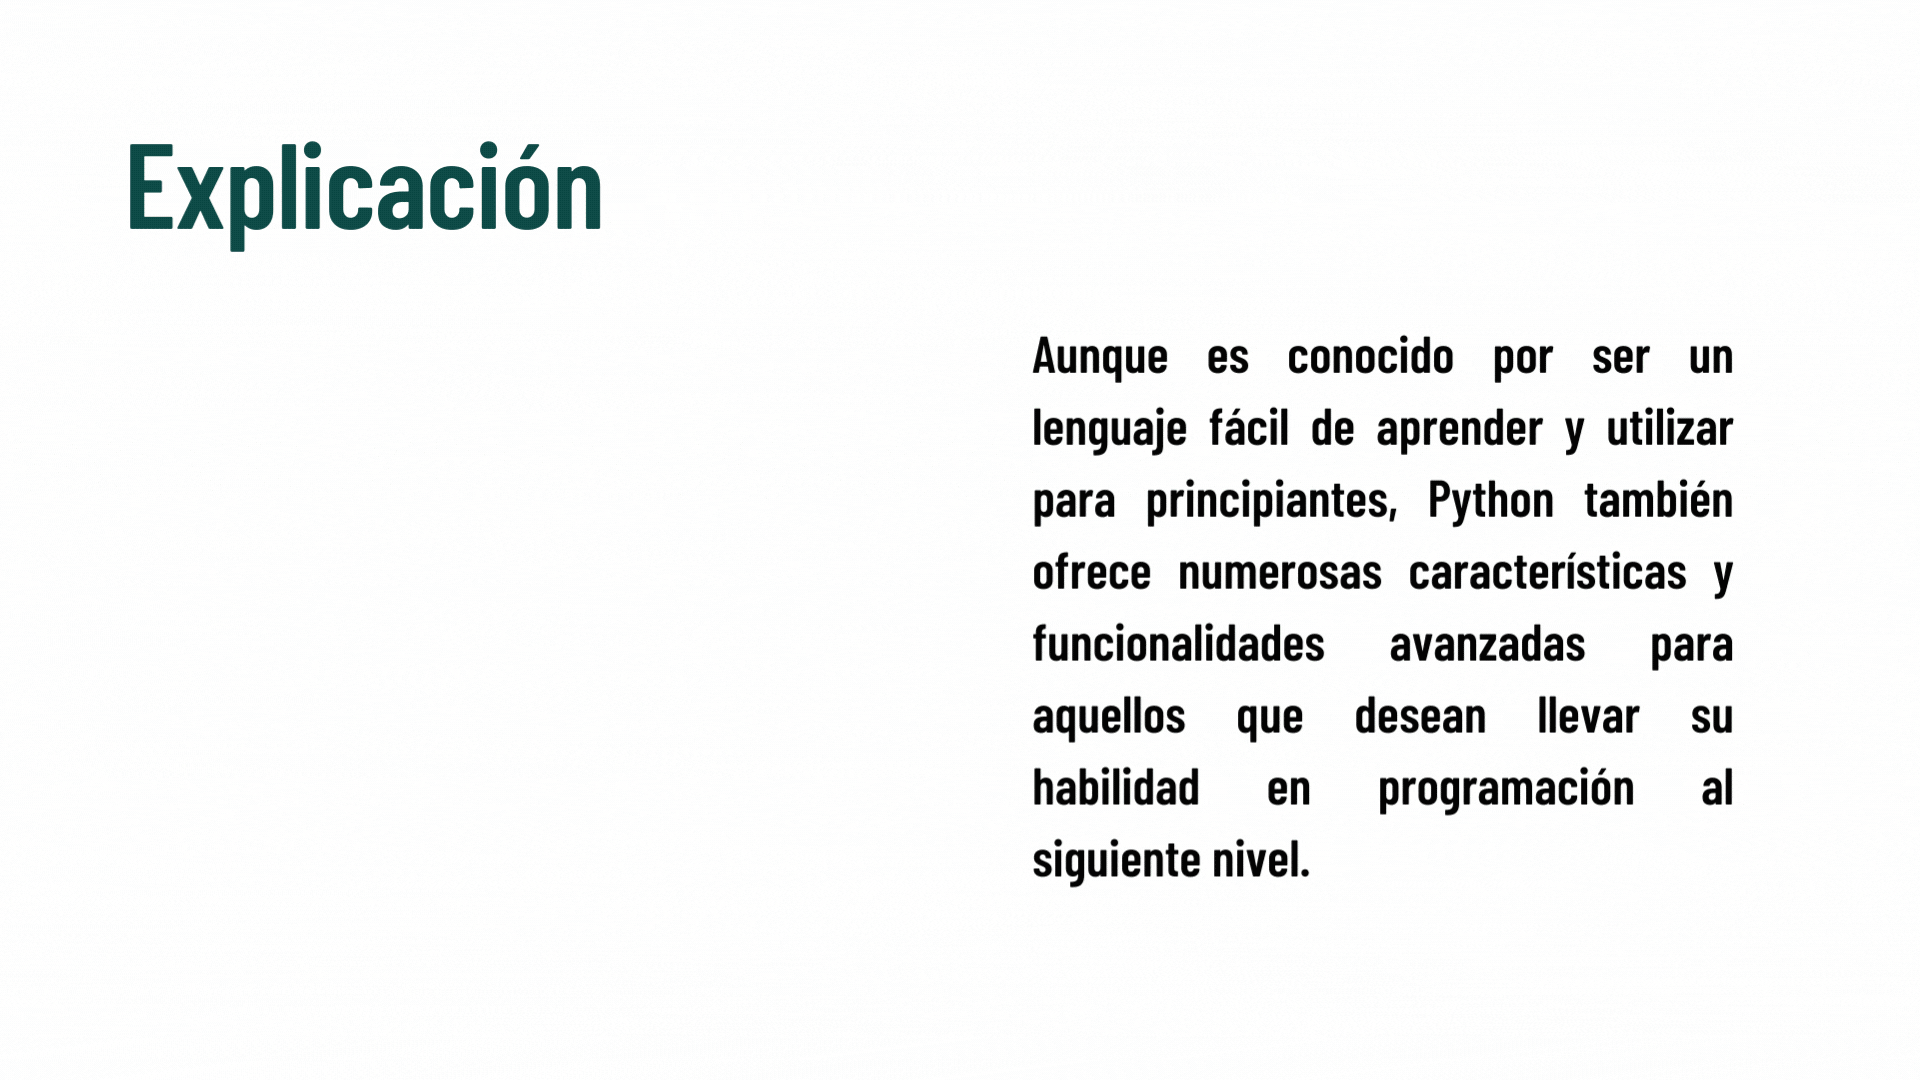 Explicación
Aunque es conocido por ser un
lenguaje fácil de aprender y utilizar
para principiantes, Python también
ofrece numerosas características y
funcionalidades avanzadas para
aquellos que desean llevar su
habilidad en programación al
siguiente nivel.